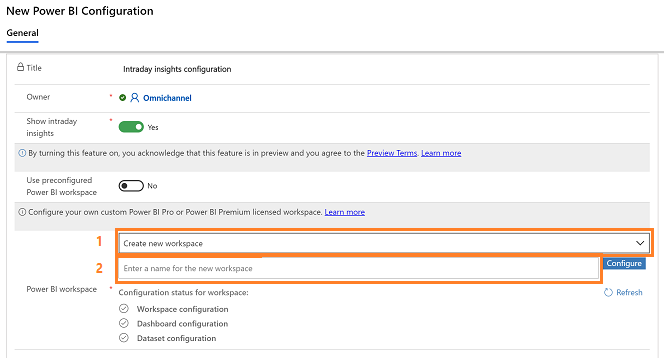 New Power BI Configuration
General
Title
Intraday insights configuration
Owner
*
Omnichannel
Show intraday
insights
*
Yes
By turning this feature on, you acknowledge that this feature is in preview and you agree to the Preview Terms. Learn more
Use preconfigured
Power BI workspace
No
Configure your own custom Power BI Pro or Power BI Premium licensed workspace. Learn more
1
Create new workspace
2
Enter a name for the new workspace
Configure
Power BI workspace
*
Configuration status for workspace:
Refresh
Workspace configuration
Dashboard configuration
Dataset configuration